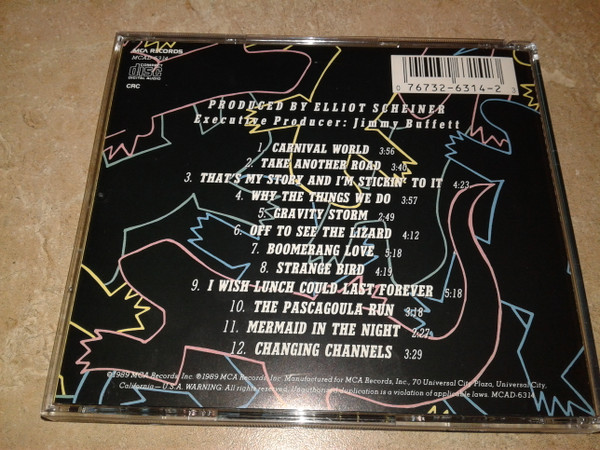 MCA RECORDS
MCAD-6314
COMPACT
disc
DIGITAL AUDIO
CRC
0 76732-6314-2 3
PRODUCED BY ELLIOT SCHEINER
Executive Producer: Jimmy Buffett
1. CARNIVAL WORLD 3:56
2. TAKE ANOTHER ROAD 3:40
3. THAT'S MY STORY AND I'M STICKIN' TO IT 4:23
4. WHY THE THINGS WE DO 3:57
5. GRAVITY STORM 2:49
6. OFF TO SEE THE LIZARD 4:12
7. BOOMERANG LOVE 5:18
8. STRANGE BIRD 4:19
9. I WISH LUNCH COULD LAST FOREVER 5:18
10. THE PASCAGOULA RUN 3:18
11. MERMAID IN THE NIGHT 2:27
12. CHANGING CHANNELS 3:29
©1989 MCA Records, Inc. ℗1989 MCA Records, Inc. Manufactured for MCA Records, Inc., 70 Universal City Plaza, Universal City,
California—U.S.A. WARNING: All rights reserved. Unauthorized duplication is a violation of applicable laws. MCAD-6314